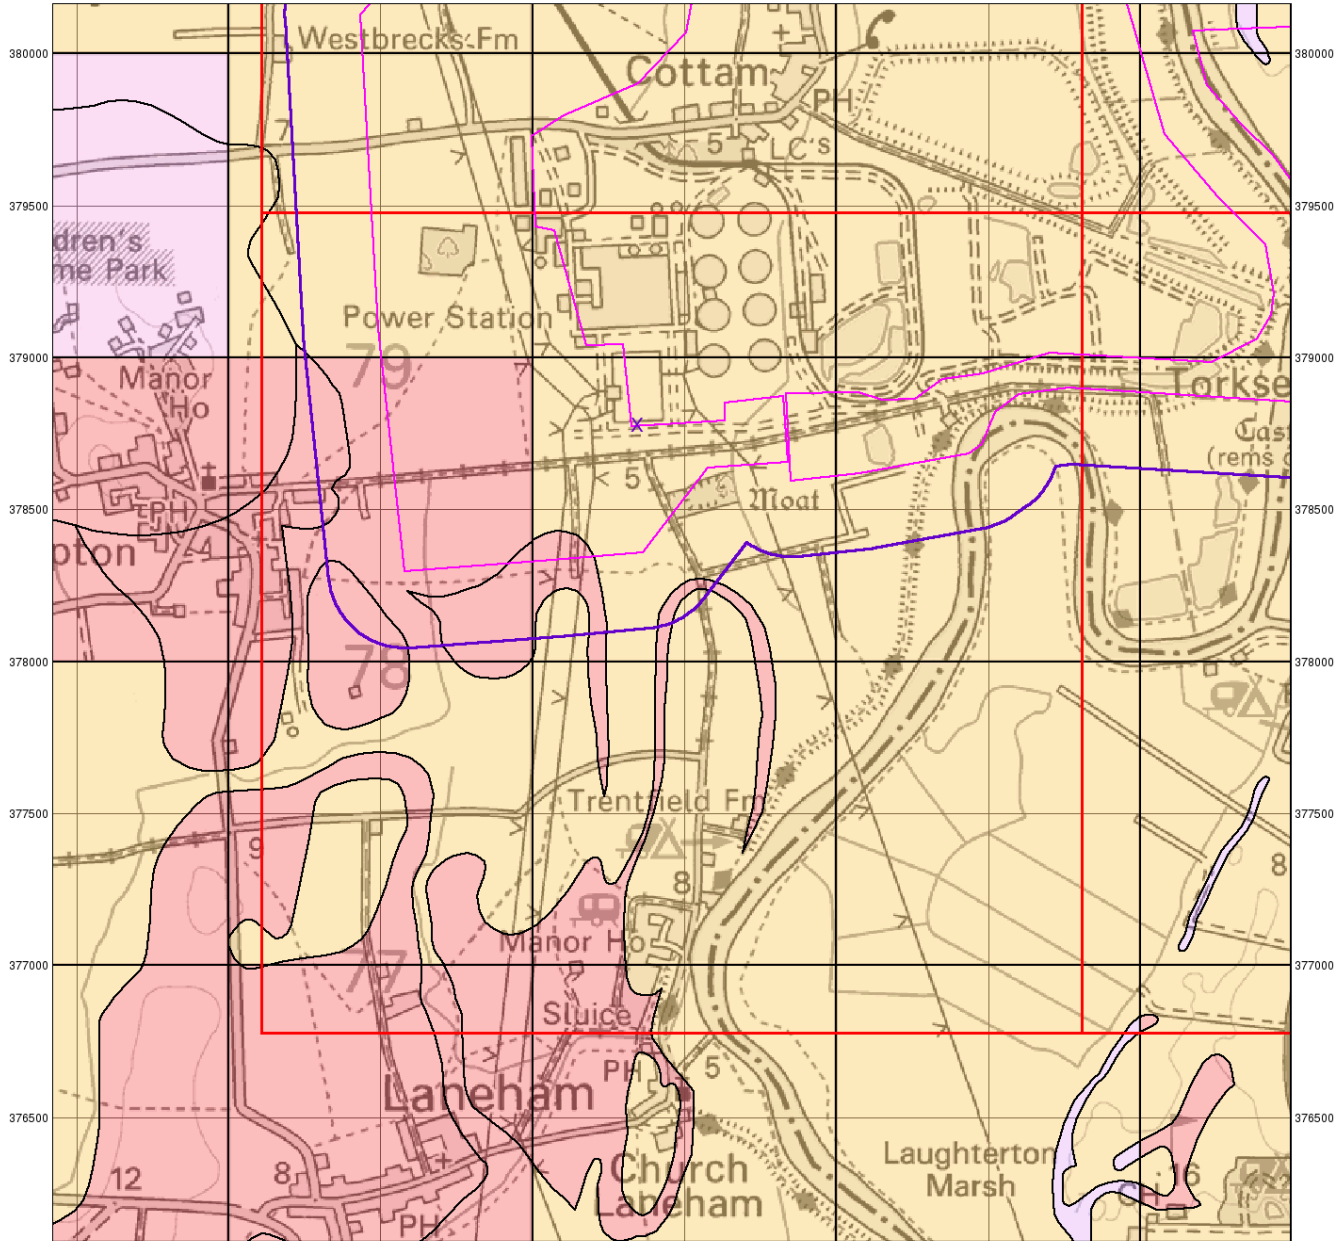 Westbrecks Fm
380000
380000
Cottam
PH
7
5
LC's
379500
379500
dren's
me Park
Power Station
379000
79
379000
Manor
Ho
Torkse
Cas
(rems o
5
Moat
PH
378500
378500
pton
378000
78
378000
Trentfield Fm
377500
377500
9
8
8
Manor Ho
377000
77
377000
Sluice
PH
5
Laneham
376500
376500
Laughterton
Marsh
Church
Laneham
12
8
16
PH